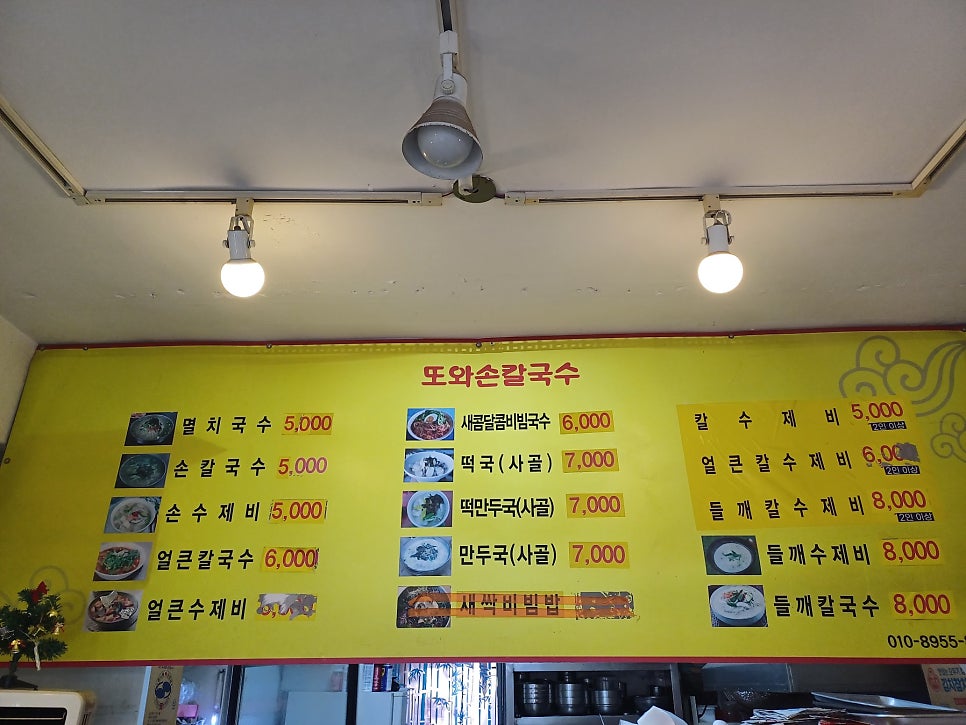 또와손칼국수
멸치국수 5,000
손칼국수 5,000
손수제비 5,000
얼큰칼국수 6,000
얼큰수제비
새콤달콤비빔국수 6,000
떡국(사골) 7,000
떡만두국(사골) 7,000
만두국(사골) 7,000
새싹비빔밥
칼수제비 5,000
2인 이상
얼큰칼수제비
2인 이상
들깨칼수제비 8,000
2인 이상
들깨수제비 8,000
들깨칼국수 8,000
010-8955-